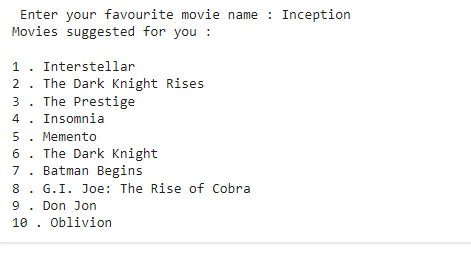 Enter your favourite movie name : Inception
Movies suggested for you :
1 . Interstellar
2 . The Dark Knight Rises
3 . The Prestige
4 . Insomnia
5 . Memento
6 . The Dark Knight
7 . Batman Begins
8 . G.I. Joe: The Rise of Cobra
9 . Don Jon
10 . Oblivion